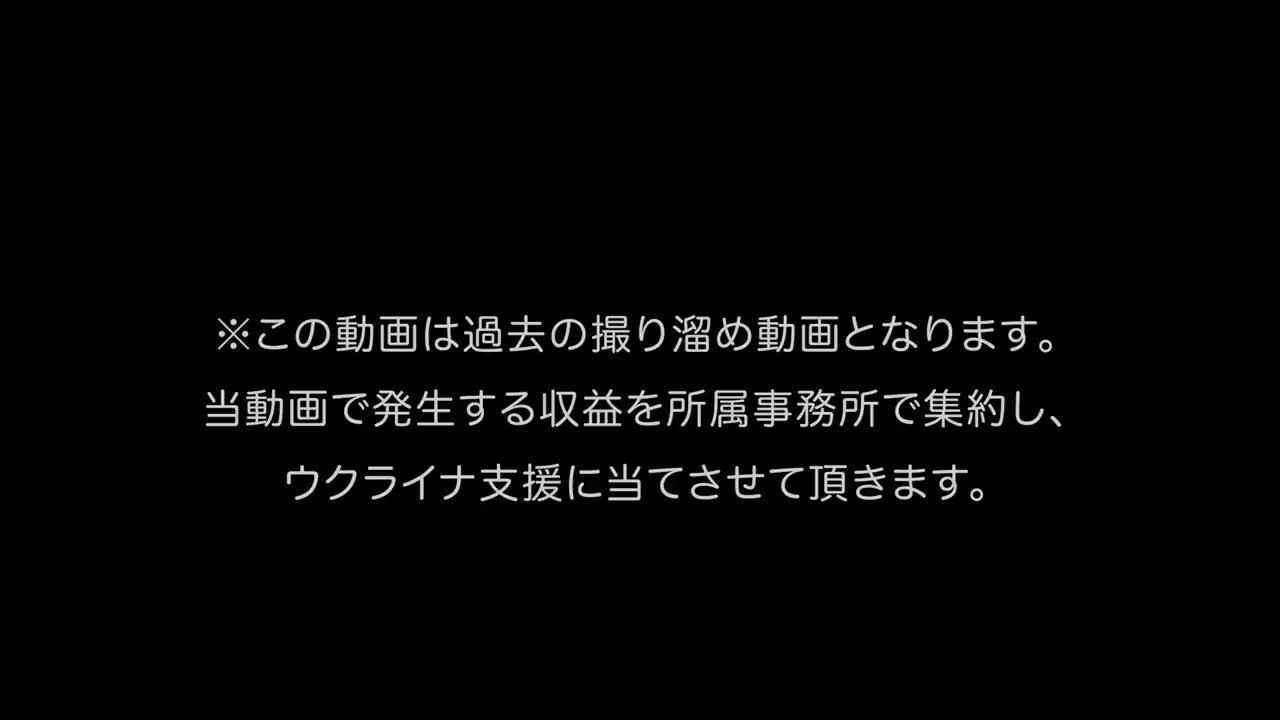 ※この動画は過去の撮り溜め動画となります。
当動画で発生する収益を所属事務所で集約し、
ウクライナ支援に当てさせて頂きます。